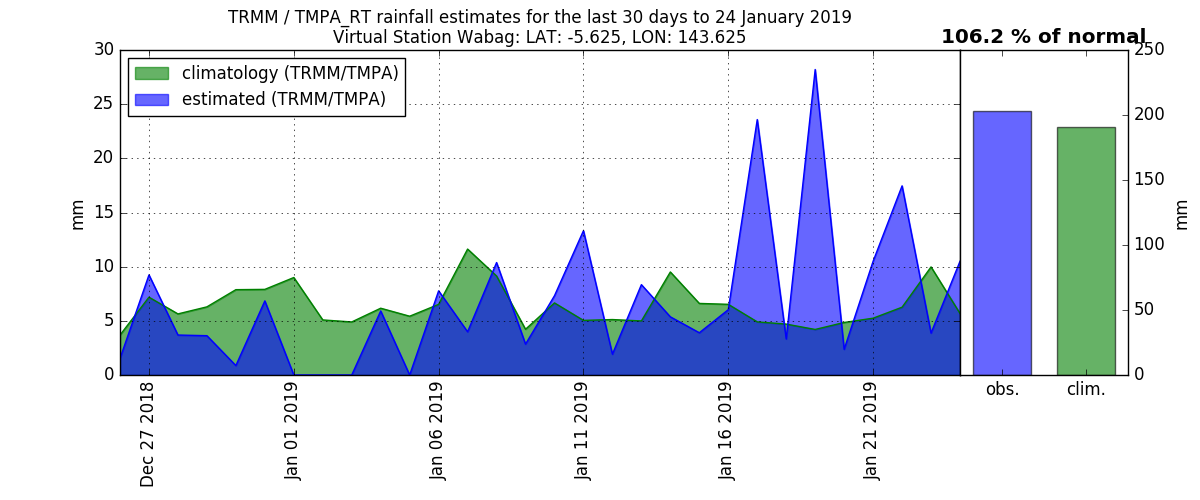 TRMM / TMPA_RT rainfall estimates for the last 30 days to 24 January 2019
Virtual Station Wabag: LAT: -5.625, LON: 143.625
106.2 % of normal
climatology (TRMM/TMPA)
estimated (TRMM/TMPA)
30
25
20
15
10
5
0
mm
Dec 27 2018
Jan 01 2019
Jan 06 2019
Jan 11 2019
Jan 16 2019
Jan 21 2019
obs.
clim.
250
200
150
100
50
0
mm